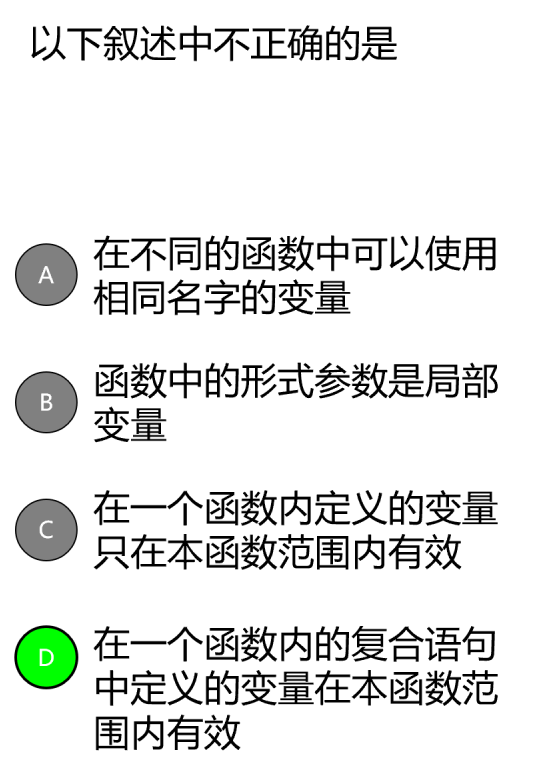 以下叙述中不正确的是
A
在不同的函数中可以使用
相同名字的变量
B
函数中的形式参数是局部
变量
C
在一个函数内定义的变量
只在本函数范围内有效
D
在一个函数内的复合语句
中定义的变量在本函数范
围内有效